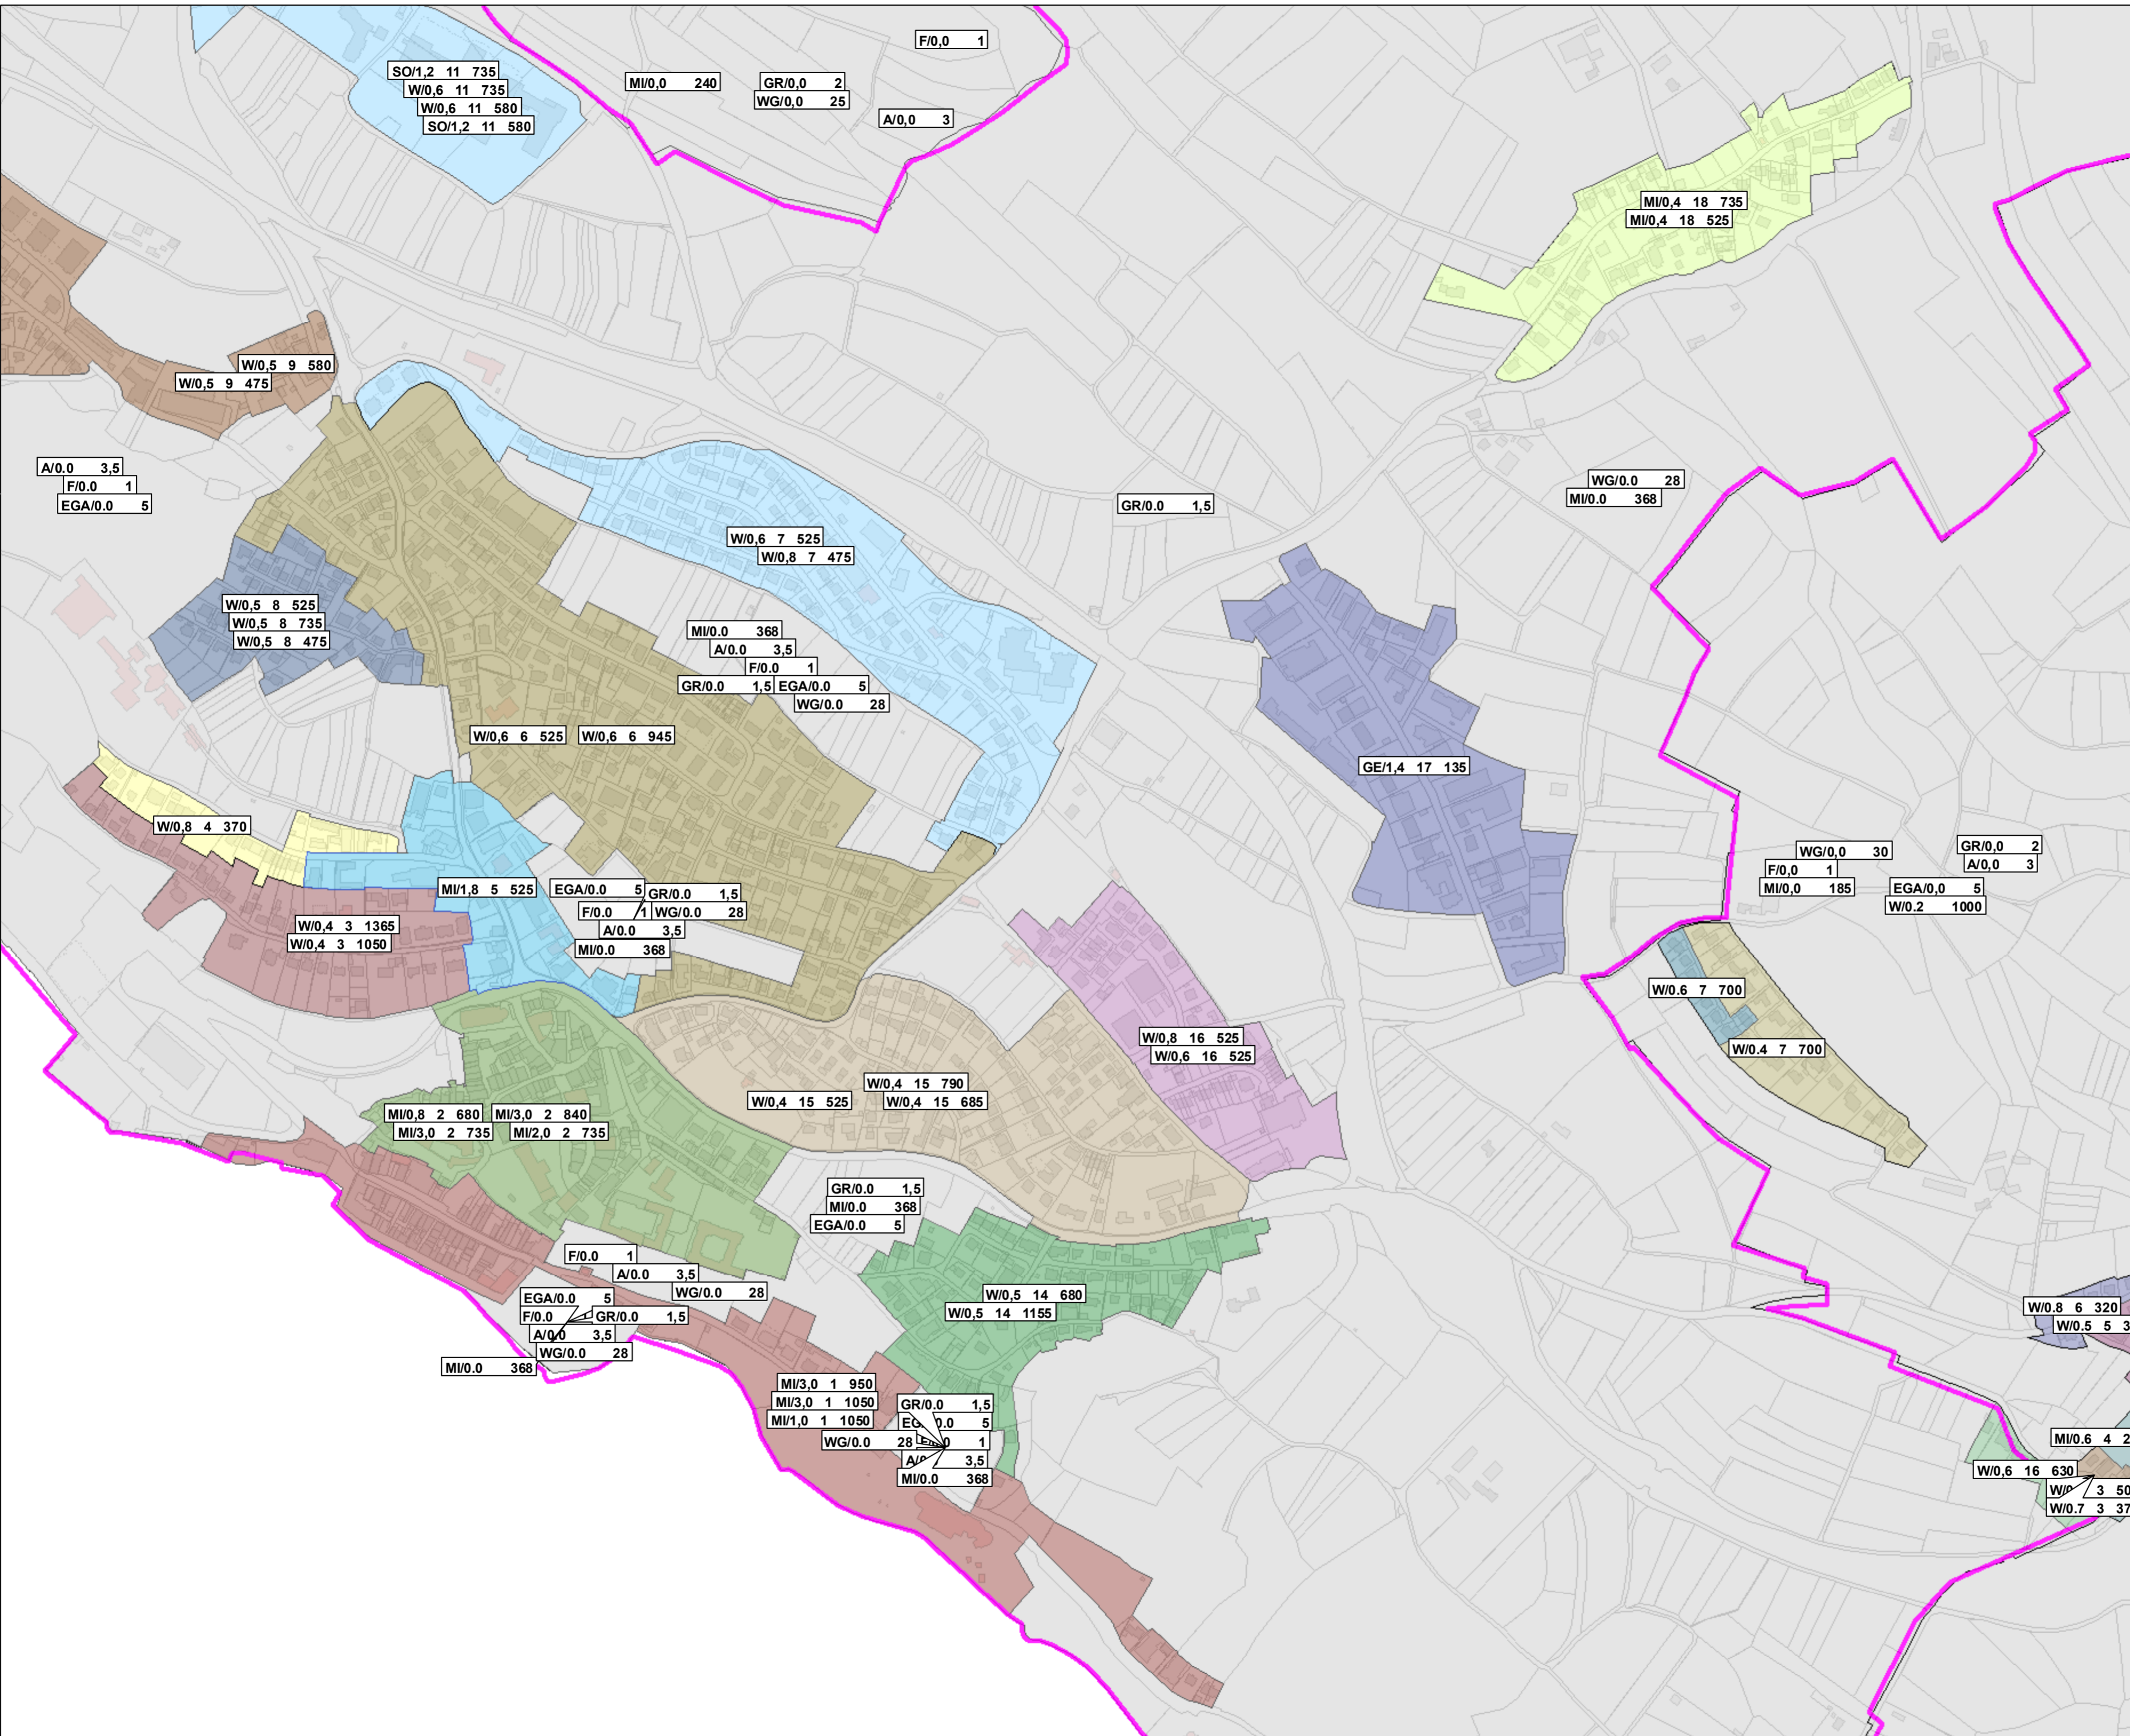 F/0,0 1
SO/1,2 11 735
W/0,6 11 735
W/0,6 11 580
SO/1,2 11 580
MI/0,0 240
GR/0,0 2
WG/0,0 25
A/0,0 3
MI/0,4 18 735
MI/0,4 18 525
W/0,5 9 580
W/0,5 9 475
A/0.0 3,5
F/0.0 1
EGA/0.0 5
WG/0.0 28
MI/0.0 368
GR/0.0 1,5
W/0,6 7 525
W/0,8 7 475
W/0,5 8 525
W/0,5 8 735
W/0,5 8 475
MI/0.0 368
A/0.0 3,5
F/0.0 1
GR/0.0 1,5
EGA/0.0 5
WG/0.0 28
W/0,6 6 525
W/0,6 6 945
GE/1,4 17 135
W/0,8 4 370
WG/0,0 30
F/0,0 1
MI/0,0 185
GR/0,0 2
A/0,0 3
EGA/0,0 5
W/0.2 1000
MI/1,8 5 525
EGA/0.0 5
GR/0.0 1,5
F/0.0 1
WG/0.0 28
A/0.0 3,5
MI/0.0 368
W/0,4 3 1365
W/0,4 3 1050
W/0.6 7 700
W/0.4 7 700
W/0,8 16 525
W/0,6 16 525
W/0,4 15 790
W/0,4 15 685
W/0,4 15 525
MI/0,8 2 680
MI/3,0 2 840
MI/3,0 2 735
MI/2,0 2 735
GR/0.0 1,5
MI/0.0 368
EGA/0.0 5
F/0.0 1
A/0.0 3,5
WG/0.0 28
EGA/0.0 5
F/0.0
GR/0.0 1,5
A/0.0 3,5
WG/0.0 28
MI/0.0 368
W/0,5 14 680
W/0,5 14 1155
W/0.8 6 320
W/0.5 5 3
MI/3,0 1 950
MI/3,0 1 1050
MI/1,0 1 1050
GR/0.0 1,5
5
WG/0.0 28
1
3,5
MI/0.0 368
MI/0.6 4 2
W/0,6 16 630
3 50
W/0.7 3 37